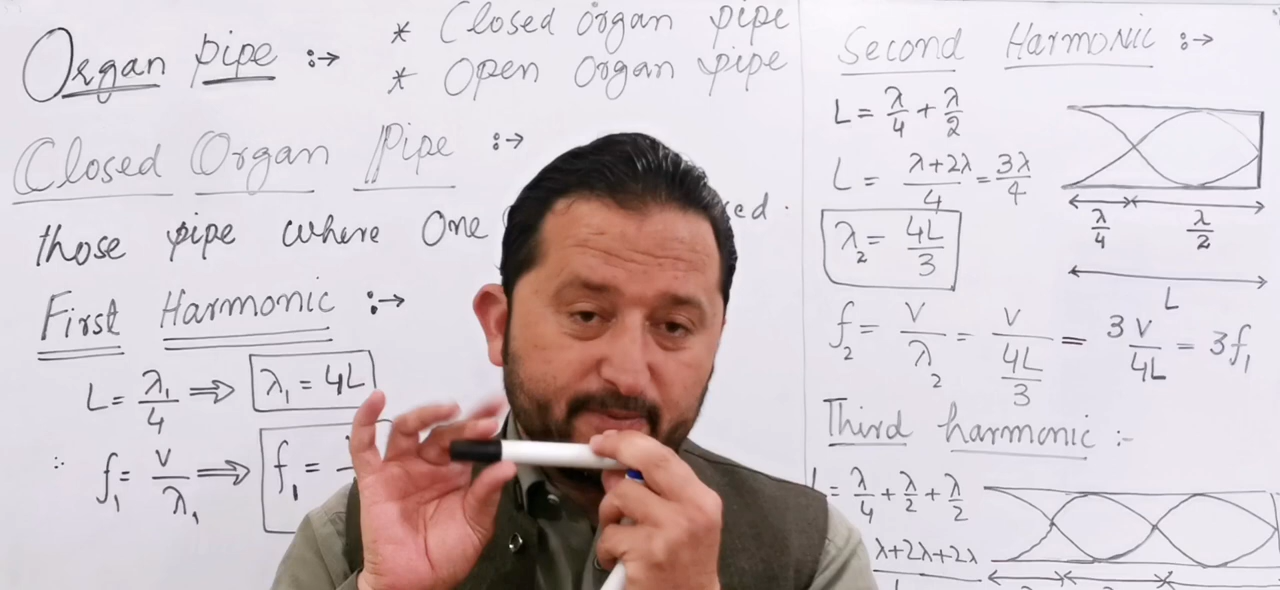 Organ pipe :→
* Closed organ pipe
* Open Organ pipe
Closed Organ Pipe :→
those pipe where One
First Harmonic :→
L = λ₁/4 ⇒ λ₁ = 4L
∴ f₁ = v/λ₁ ⇒ f₁ =
Second Harmonic :→
L = λ/4 + λ/2
L = (λ+2λ)/4 = 3λ/4
λ₂ = 4L/3
λ/4 λ/2
L
f₂ = v/λ₂ = v/(4L/3) = 3v/4L = 3f₁
Third harmonic :-
L = λ/4 + λ/2 + λ/2
λ+2λ+2λ